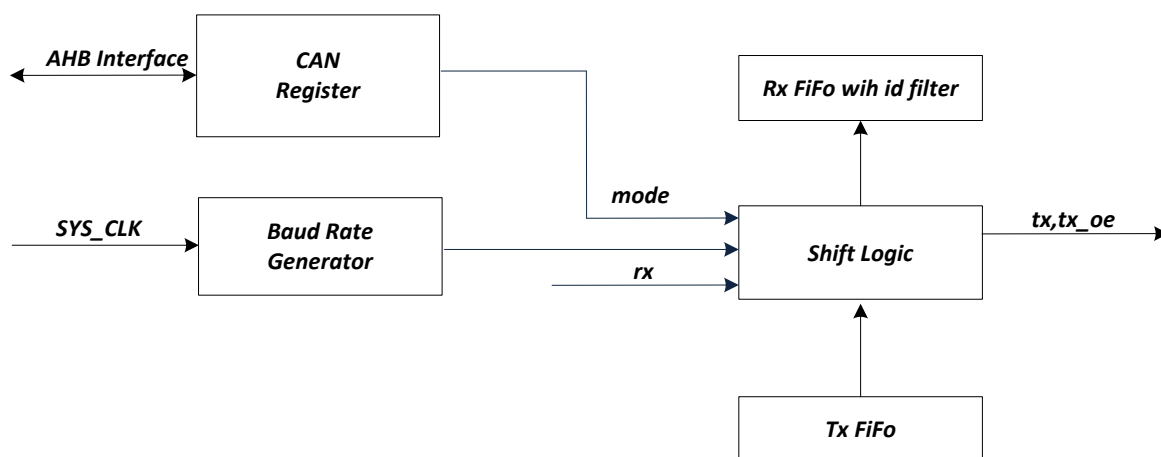 AHB Interface
CAN
Register
Rx FiFo wih id filter
mode
SYS_CLK
Baud Rate
Generator
rx
Shift Logic
tx,tx_oe
Tx FiFo